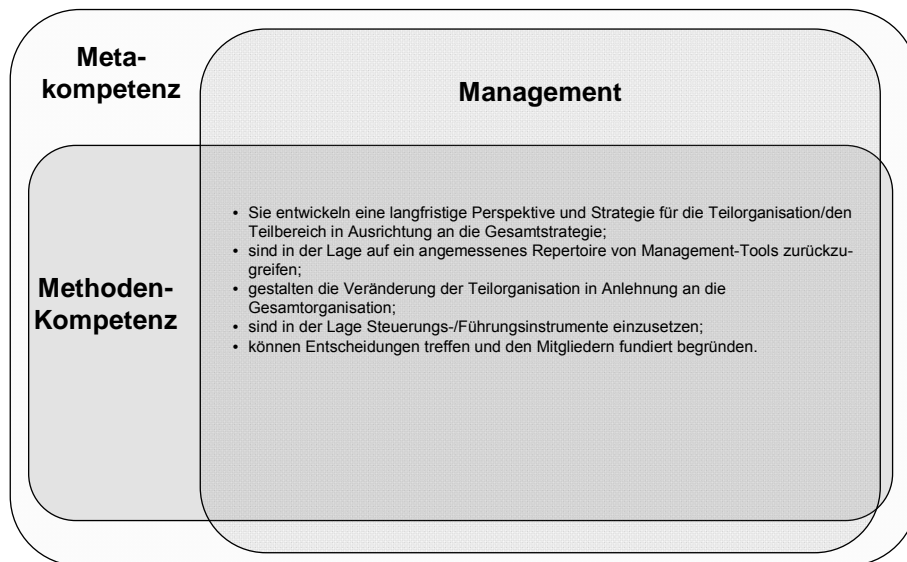 Meta-
kompetenz
Management
Methoden-
Kompetenz
• Sie entwickeln eine langfristige Perspektive und Strategie für die Teilorganisation/den
Teilbereich in Ausrichtung an die Gesamtstrategie;
• sind in der Lage auf ein angemessenes Repertoire von Management-Tools zurückzu-
greifen;
• gestalten die Veränderung der Teilorganisation in Anlehnung an die
Gesamtorganisation;
• sind in der Lage Steuerungs-/Führungsinstrumente einzusetzen;
• können Entscheidungen treffen und den Mitgliedern fundiert begründen.